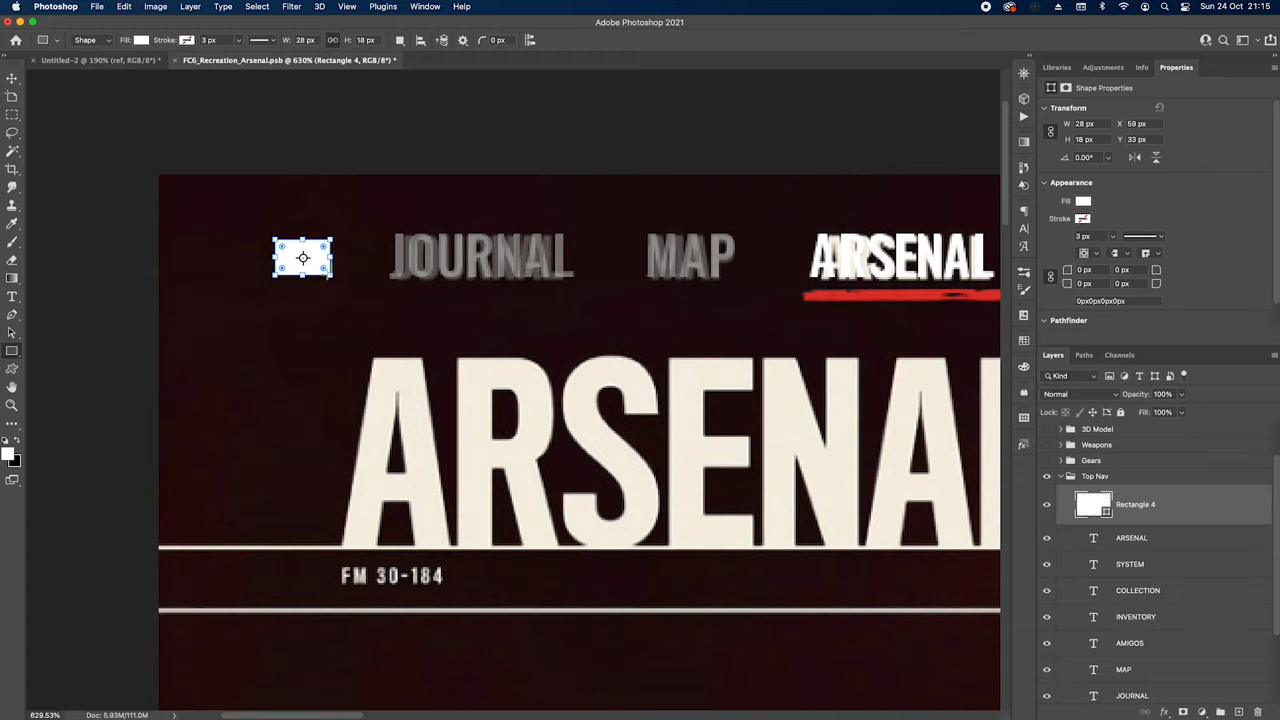 Photoshop File Edit Image Layer Type Select Filter 3D View Plugins Window Help Sun 24 Oct 21:15
Adobe Photoshop 2021
Shape Fill: Stroke: 3 px W: 28 px H: 18 px 0 px
Untitled-2 @ 190% (ref, RGB/8*) * FC6_Recreation_Arsenal.psb @ 630% (Rectangle 4, RGB/8*) *
Libraries Adjustments Info Properties
Shape Properties
Transform
W 28 px X 59 px
H 18 px Y 33 px
0.00°
Appearance
Fill
Stroke
3 px
0 px 0 px
0 px 0 px
0px0px0px0px
Pathfinder
JOURNAL MAP ARSENAL
ARSENA
FM 30-184
Layers Paths Channels
Kind
Normal Opacity: 100%
Lock: Fill: 100%
3D Model
Weapons
Gears
Top Nav
Rectangle 4
T ARSENAL
T SYSTEM
T COLLECTION
T INVENTORY
T AMIGOS
T MAP
T JOURNAL
629.53% Doc: 5.93M/111.0M